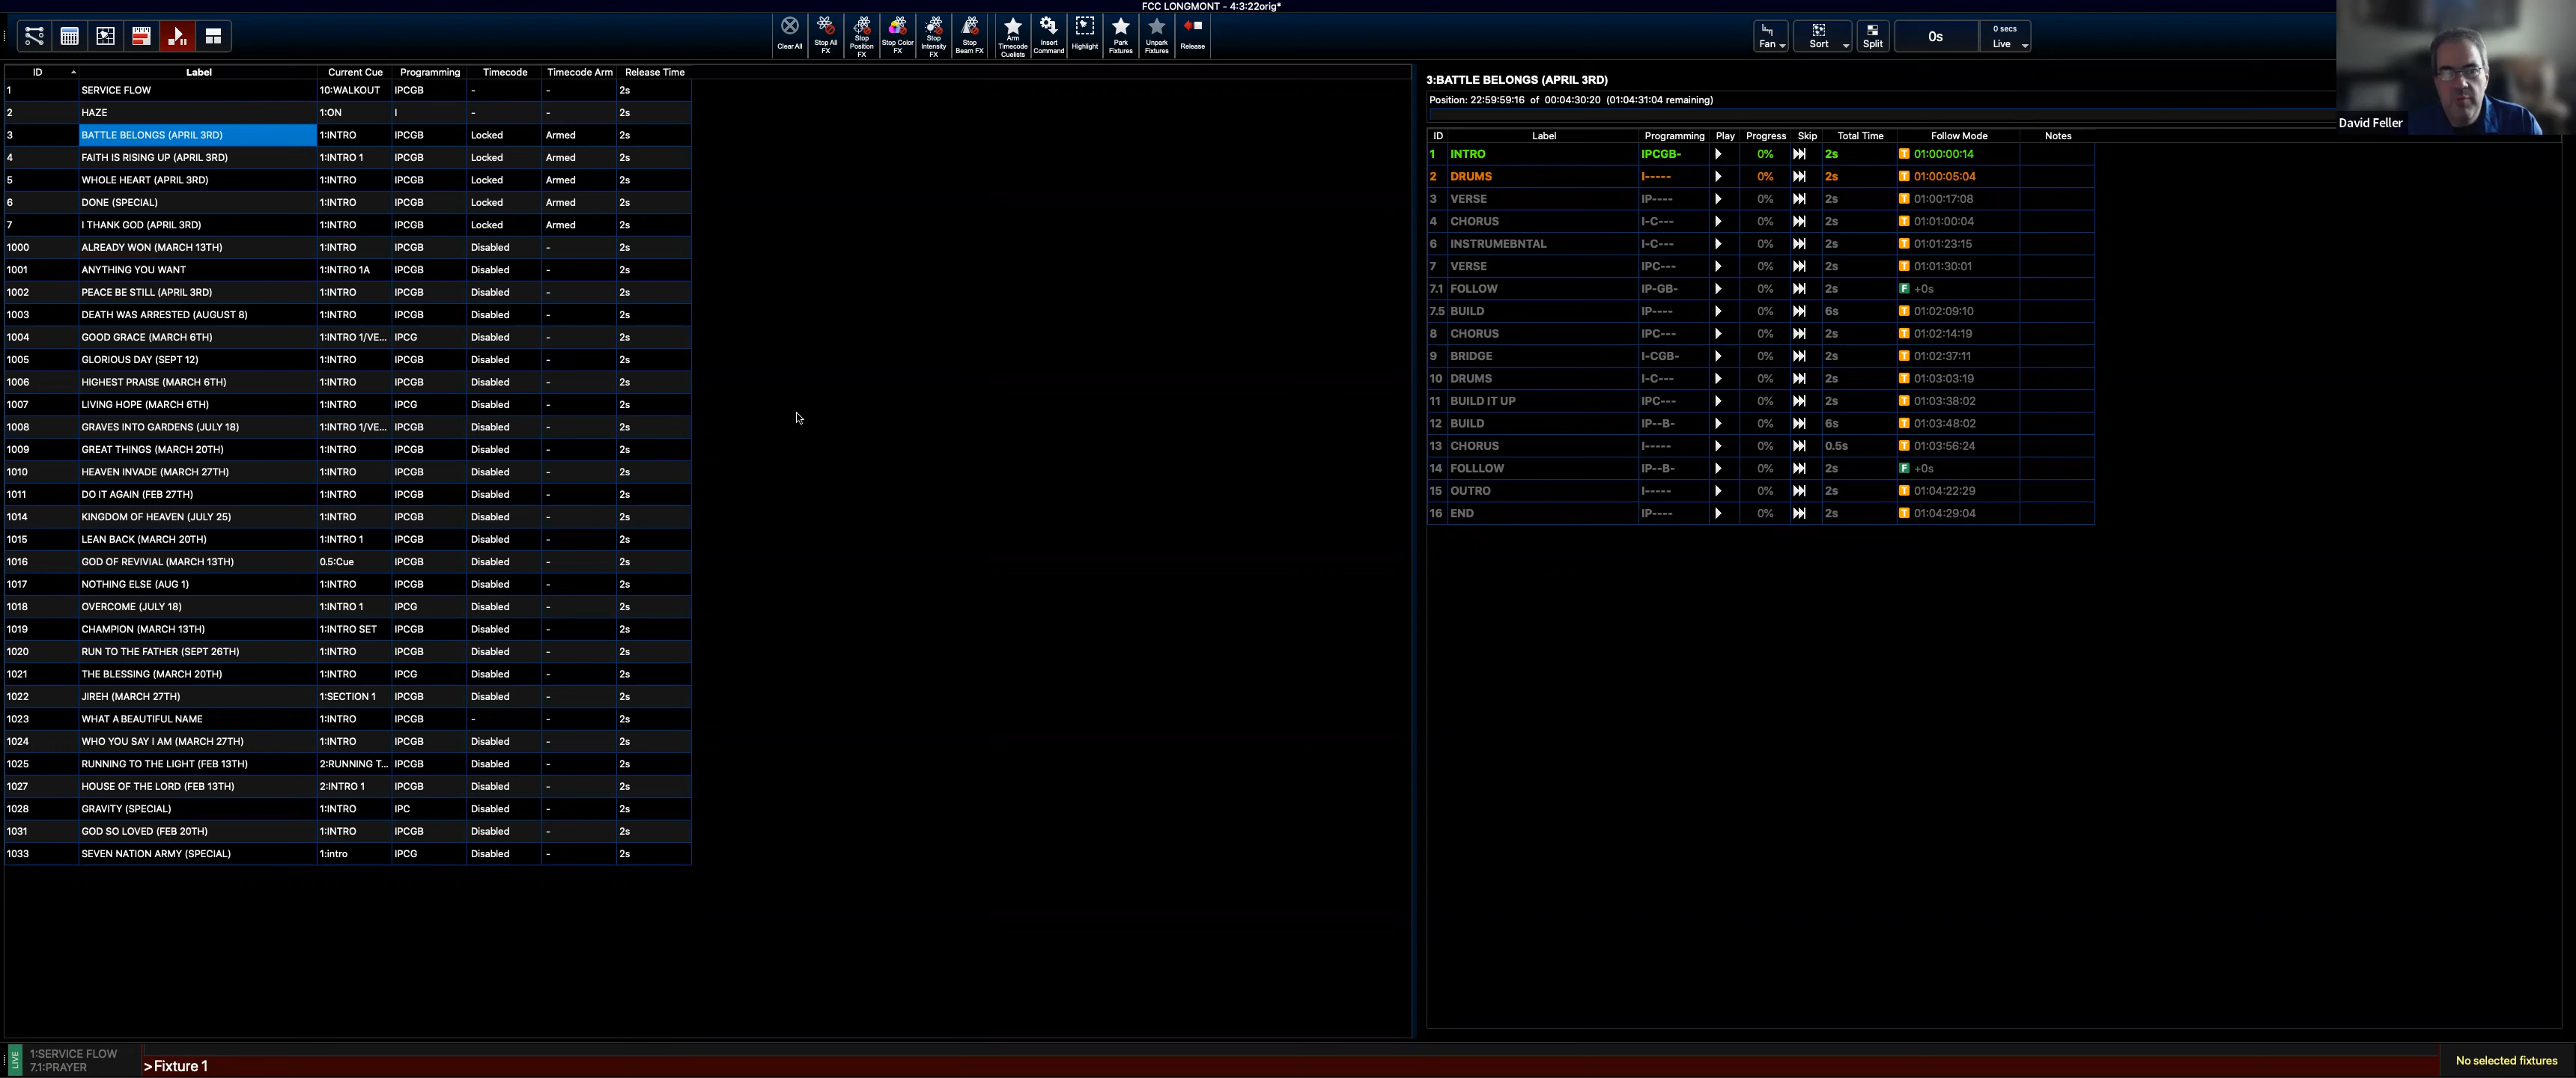 FCC LONGMONT - 4:3:22orig*
Clear All
Stop All FX
Stop Position FX
Stop Color FX
Stop Intensity FX
Stop Beam FX
Arm Timecode Cuelists
Insert Command
Highlight
Park Fixtures
Unpark Fixtures
Release
Fan
Sort
Split
0s
0 secs
Live
David Feller
ID Label Current Cue Programming Timecode Timecode Arm Release Time
1 SERVICE FLOW 10:WALKOUT IPCGB - - 2s
2 HAZE 1:ON I - - 2s
3 BATTLE BELONGS (APRIL 3RD) 1:INTRO IPCGB Locked Armed 2s
4 FAITH IS RISING UP (APRIL 3RD) 1:INTRO 1 IPCGB Locked Armed 2s
5 WHOLE HEART (APRIL 3RD) 1:INTRO IPCGB Locked Armed 2s
6 DONE (SPECIAL) 1:INTRO IPCGB Locked Armed 2s
7 I THANK GOD (APRIL 3RD) 1:INTRO IPCGB Locked Armed 2s
1000 ALREADY WON (MARCH 13TH) 1:INTRO IPCGB Disabled - 2s
1001 ANYTHING YOU WANT 1:INTRO 1A IPCGB Disabled - 2s
1002 PEACE BE STILL (APRIL 3RD) 1:INTRO IPCGB Disabled - 2s
1003 DEATH WAS ARRESTED (AUGUST 8) 1:INTRO IPCGB Disabled - 2s
1004 GOOD GRACE (MARCH 6TH) 1:INTRO 1/VE... IPCG Disabled - 2s
1005 GLORIOUS DAY (SEPT 12) 1:INTRO IPCGB Disabled - 2s
1006 HIGHEST PRAISE (MARCH 6TH) 1:INTRO IPCGB Disabled - 2s
1007 LIVING HOPE (MARCH 6TH) 1:INTRO IPCG Disabled - 2s
1008 GRAVES INTO GARDENS (JULY 18) 1:INTRO 1/VE... IPCGB Disabled - 2s
1009 GREAT THINGS (MARCH 20TH) 1:INTRO IPCGB Disabled - 2s
1010 HEAVEN INVADE (MARCH 27TH) 1:INTRO IPCGB Disabled - 2s
1011 DO IT AGAIN (FEB 27TH) 1:INTRO IPCGB Disabled - 2s
1014 KINGDOM OF HEAVEN (JULY 25) 1:INTRO IPCGB Disabled - 2s
1015 LEAN BACK (MARCH 20TH) 1:INTRO 1 IPCGB Disabled - 2s
1016 GOD OF REVIVIAL (MARCH 13TH) 0.5:Cue IPCGB Disabled - 2s
1017 NOTHING ELSE (AUG 1) 1:INTRO IPCGB Disabled - 2s
1018 OVERCOME (JULY 18) 1:INTRO 1 IPCG Disabled - 2s
1019 CHAMPION (MARCH 13TH) 1:INTRO SET IPCGB Disabled - 2s
1020 RUN TO THE FATHER (SEPT 26TH) 1:INTRO IPCGB Disabled - 2s
1021 THE BLESSING (MARCH 20TH) 1:INTRO IPCG Disabled - 2s
1022 JIREH (MARCH 27TH) 1:SECTION 1 IPCGB Disabled - 2s
1023 WHAT A BEAUTIFUL NAME 1:INTRO IPCGB - - 2s
1024 WHO YOU SAY I AM (MARCH 27TH) 1:INTRO IPCGB Disabled - 2s
1025 RUNNING TO THE LIGHT (FEB 13TH) 2:RUNNING T... IPCGB Disabled - 2s
1027 HOUSE OF THE LORD (FEB 13TH) 2:INTRO 1 IPCGB Disabled - 2s
1028 GRAVITY (SPECIAL) 1:INTRO IPC Disabled - 2s
1031 GOD SO LOVED (FEB 20TH) 1:INTRO IPCGB Disabled - 2s
1033 SEVEN NATION ARMY (SPECIAL) 1:intro IPCG Disabled - 2s
3:BATTLE BELONGS (APRIL 3RD)
Position: 22:59:59:16 of 00:04:30:20 (01:04:31:04 remaining)
ID Label Programming Play Progress Skip Total Time Follow Mode Notes
1 INTRO IPCGB- 0% 2s T 01:00:00:14
2 DRUMS I----- 0% 2s T 01:00:05:04
3 VERSE IP---- 0% 2s T 01:00:17:08
4 CHORUS I-C--- 0% 2s T 01:01:00:04
6 INSTRUMEBNTAL I-C--- 0% 2s T 01:01:23:15
7 VERSE IPC--- 0% 2s T 01:01:30:01
7.1 FOLLOW IP-GB- 0% 2s F +0s
7.5 BUILD IP---- 0% 6s T 01:02:09:10
8 CHORUS IPC--- 0% 2s T 01:02:14:19
9 BRIDGE I-CGB- 0% 2s T 01:02:37:11
10 DRUMS I-C--- 0% 2s T 01:03:03:19
11 BUILD IT UP IPC--- 0% 2s T 01:03:38:02
12 BUILD IP--B- 0% 6s T 01:03:48:02
13 CHORUS I----- 0% 0.5s T 01:03:56:24
14 FOLLLOW IP--B- 0% 2s F +0s
15 OUTRO I----- 0% 2s T 01:04:22:29
16 END IP---- 0% 2s T 01:04:29:04
LIVE
1:SERVICE FLOW
7.1:PRAYER
>Fixture 1
No selected fixtures